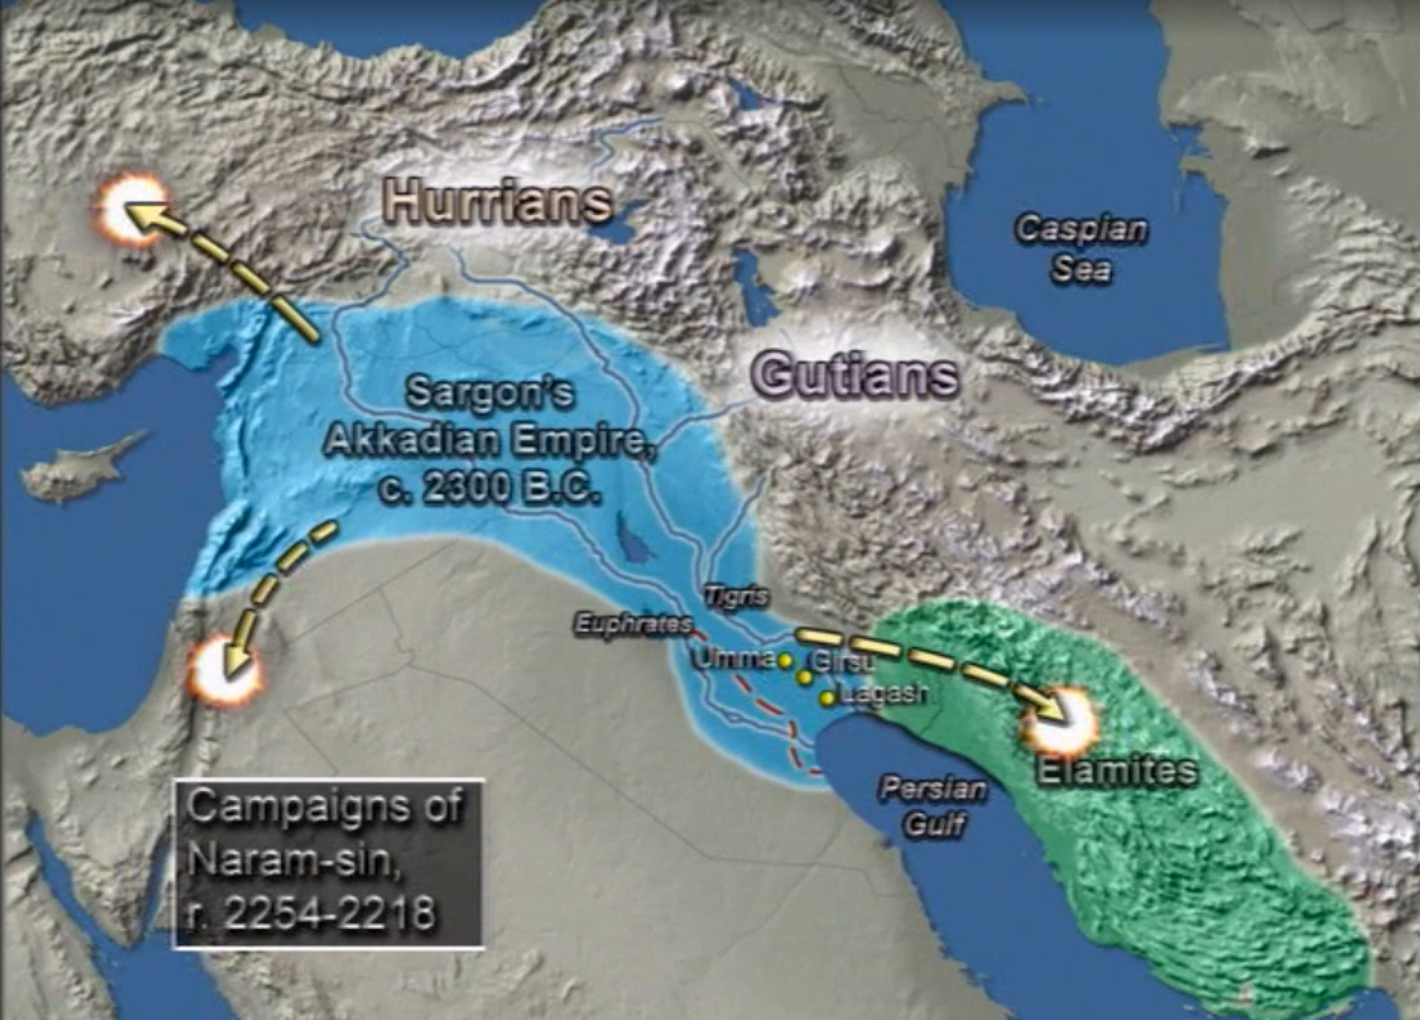 Hurrians
Caspian
Sea
Gutians
Sargon's
Akkadian Empire,
c. 2300 B.C.
Tigris
Euphrates
Umma
Girsu
Lagash
Elamites
Persian
Gulf
Campaigns of
Naram-sin,
r. 2254-2218